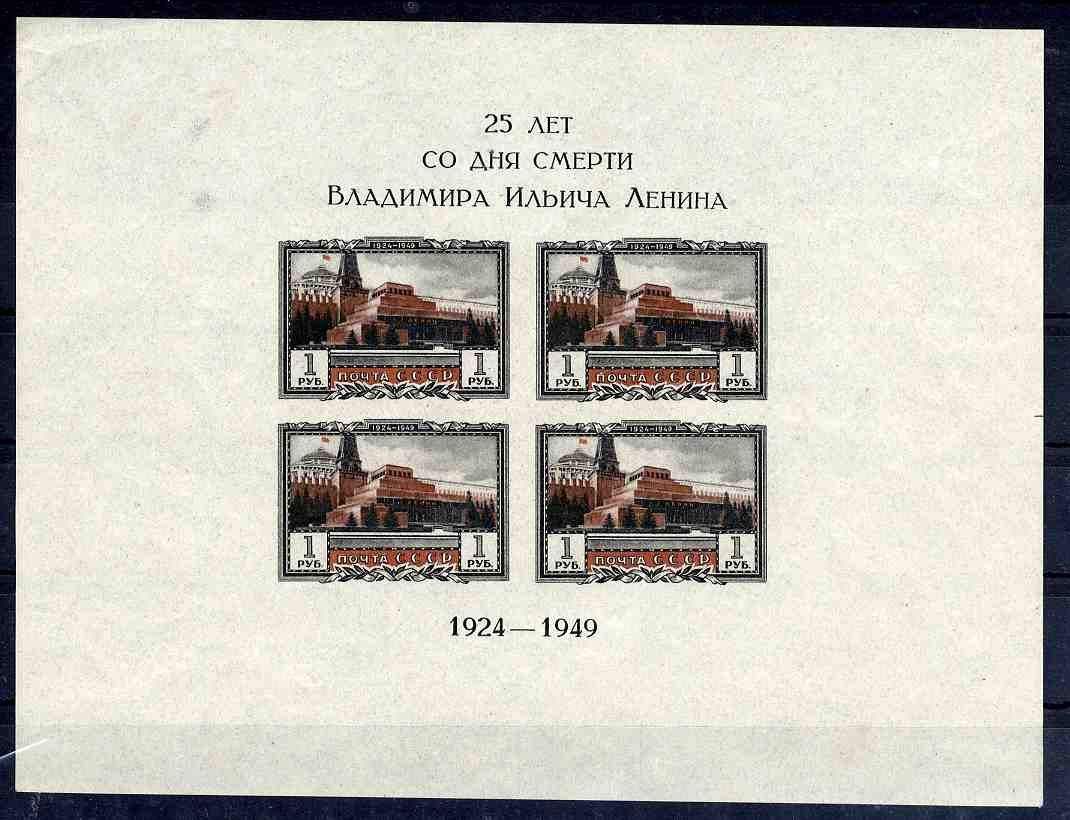 25 ЛЕТ
СО ДНЯ СМЕРТИ
ВЛАДИМИРА ИЛЬИЧА ЛЕНИНА
1924-1949
1924-1949
1 РУБ.
ПОЧТА СССР
1 РУБ.
1 РУБ.
ПОЧТА СССР
1 РУБ.
1924-1949
1924-1949
1 РУБ.
ПОЧТА СССР
1 РУБ.
1 РУБ.
ПОЧТА СССР
1 РУБ.
1924—1949